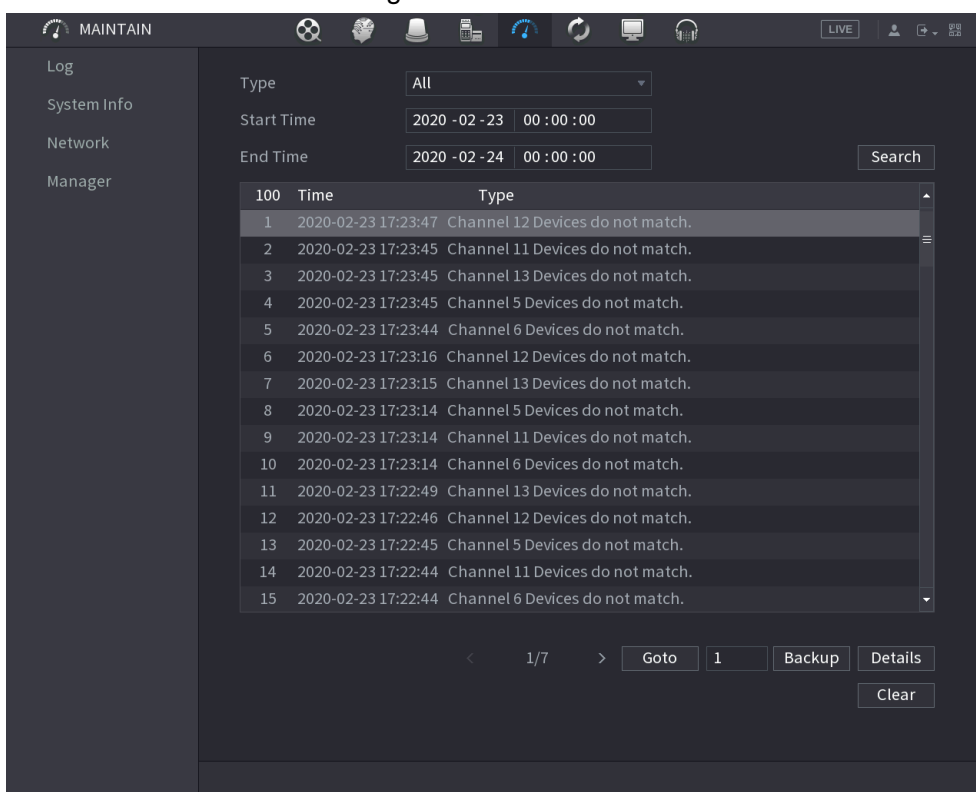 MAINTAIN LIVE
Log
System Info
Network
Manager
Type All
Start Time 2020 -02 -23 00 :00 :00
End Time 2020 -02 -24 00 :00 :00 Search
100 Time Type
1 2020-02-23 17:23:47 Channel 12 Devices do not match.
2 2020-02-23 17:23:45 Channel 11 Devices do not match.
3 2020-02-23 17:23:45 Channel 13 Devices do not match.
4 2020-02-23 17:23:45 Channel 5 Devices do not match.
5 2020-02-23 17:23:44 Channel 6 Devices do not match.
6 2020-02-23 17:23:16 Channel 12 Devices do not match.
7 2020-02-23 17:23:15 Channel 13 Devices do not match.
8 2020-02-23 17:23:14 Channel 5 Devices do not match.
9 2020-02-23 17:23:14 Channel 11 Devices do not match.
10 2020-02-23 17:23:14 Channel 6 Devices do not match.
11 2020-02-23 17:22:49 Channel 13 Devices do not match.
12 2020-02-23 17:22:46 Channel 12 Devices do not match.
13 2020-02-23 17:22:45 Channel 5 Devices do not match.
14 2020-02-23 17:22:44 Channel 11 Devices do not match.
15 2020-02-23 17:22:44 Channel 6 Devices do not match.
< 1/7 > Goto 1 Backup Details
Clear